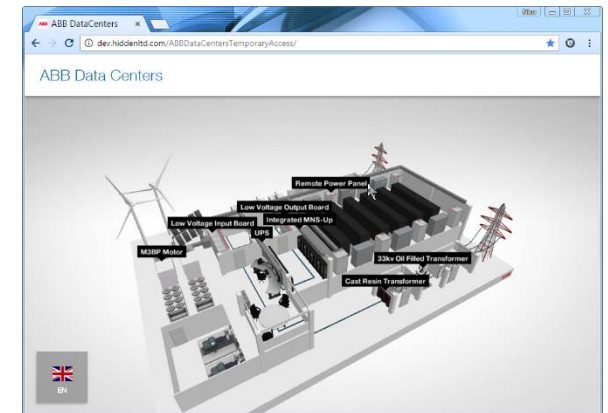 Nino
ABB DataCenters
dev.hiddenltd.com/ABBDataCentersTemporaryAccess/
ABB Data Centers
Remote Power Panel
Low Voltage Output Board
Low Voltage Input Board
Integrated MNS-Up
UPS
M3BP Motor
33kv Oil Filled Transformer
Cast Resin Transformer
EN